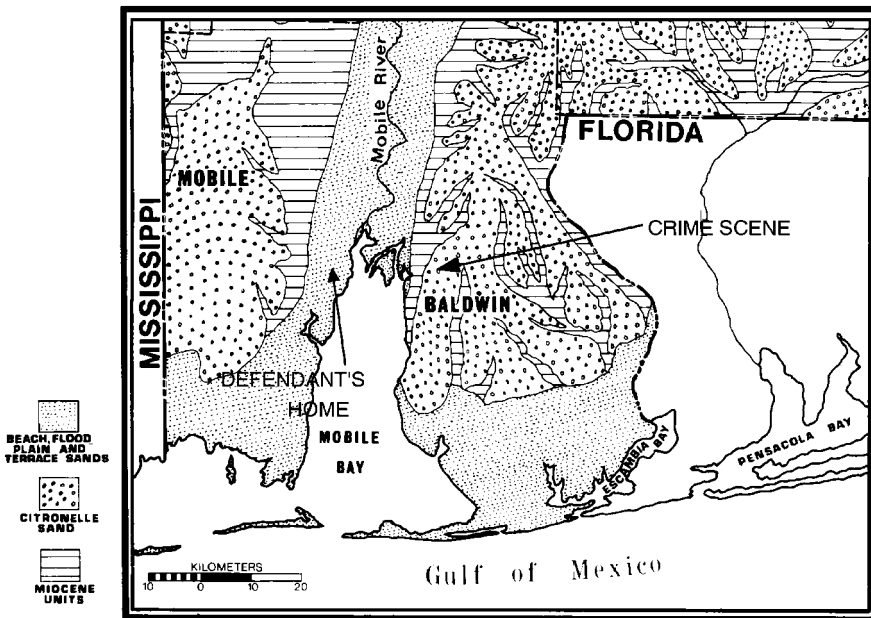 Mobile River
FLORIDA
MOBILE
MISSISSIPPI
CRIME SCENE
BALDWIN
DEFENDANT'S
HOME
MOBILE
BAY
ESCAMBIA BAY
PENSACOLA BAY
BEACH, FLOOD
PLAIN AND
TERRACE SANDS
CITRONELLE
SAND
MIOCENE
UNITS
KILOMETERS
10 0 10 20
Gulf of Mexico